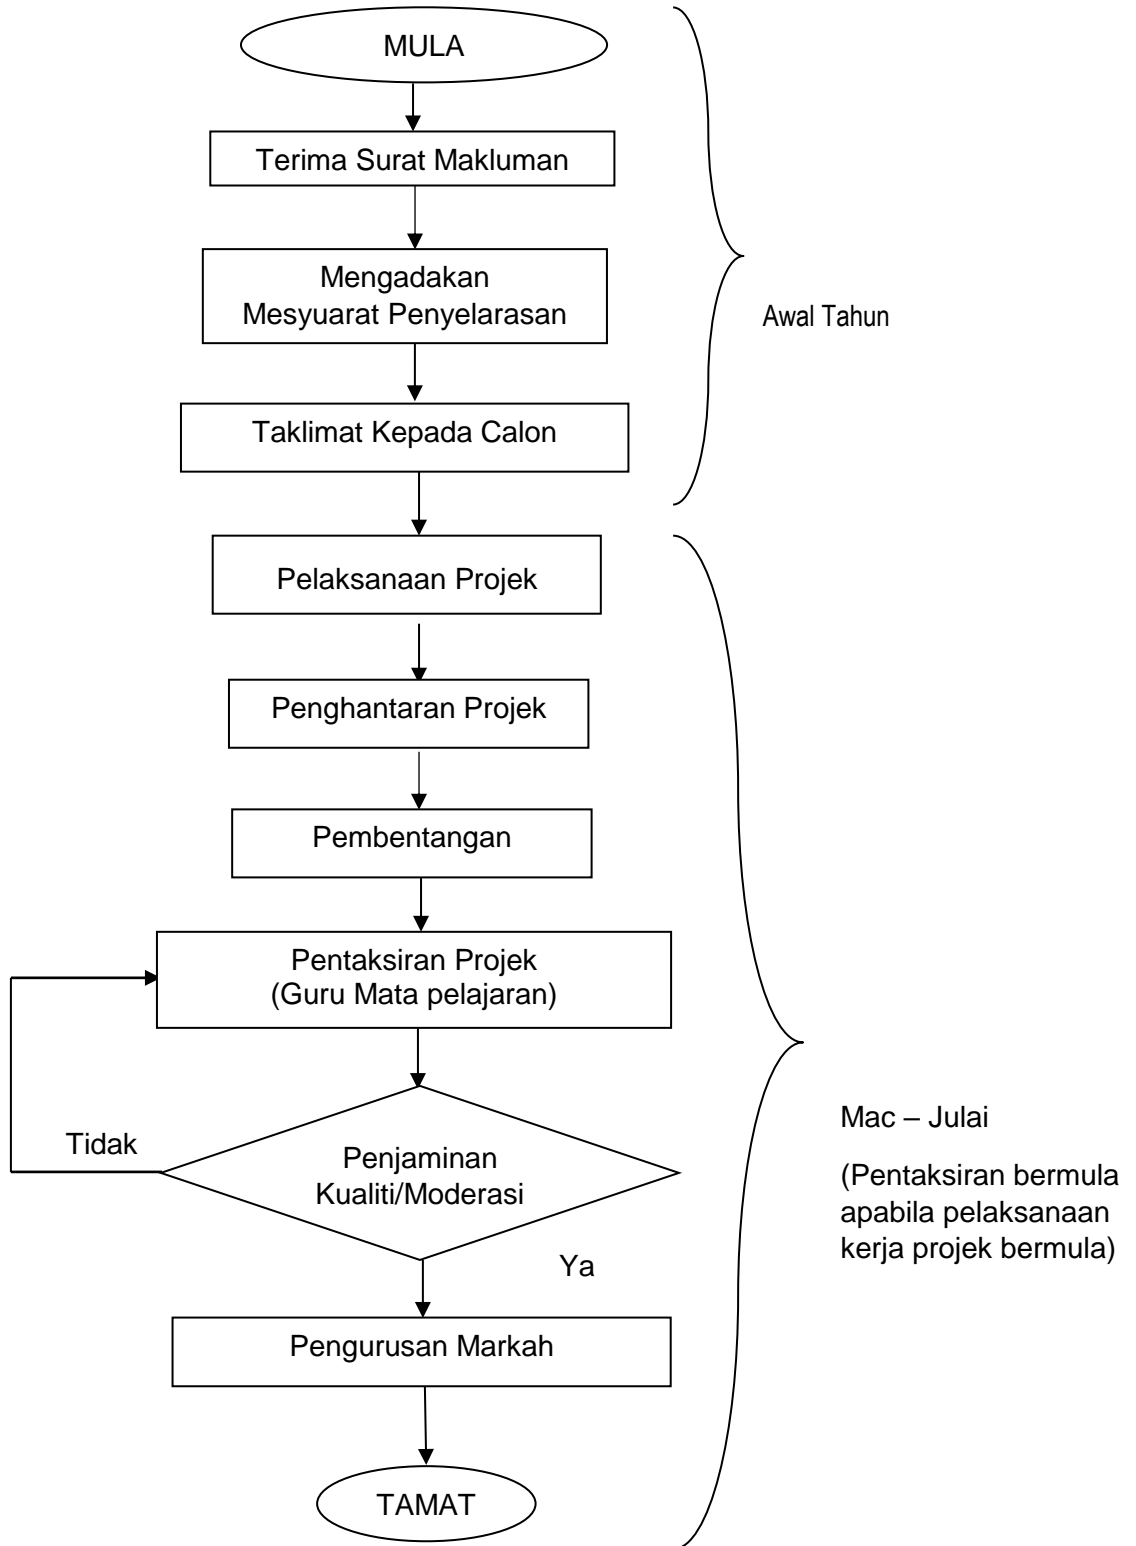 MULA
Terima Surat Makluman
Mengadakan
Mesyuarat Penyelarasan
Awal Tahun
Taklimat Kepada Calon
Pelaksanaan Projek
Penghantaran Projek
Pembentangan
Pentaksiran Projek
(Guru Mata pelajaran)
Tidak
Penjaminan
Kualiti/Moderasi
Ya
Mac – Julai
(Pentaksiran bermula
apabila pelaksanaan
kerja projek bermula)
Pengurusan Markah
TAMAT